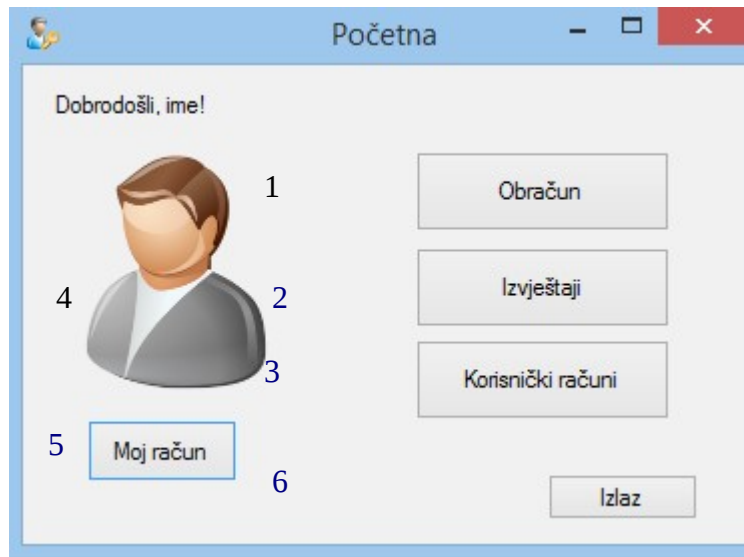 Početna
Dobrodošli, ime!
1
Obračun
4
2
Izvještaji
3
Korisnički računi
5
Moj račun
6
Izlaz